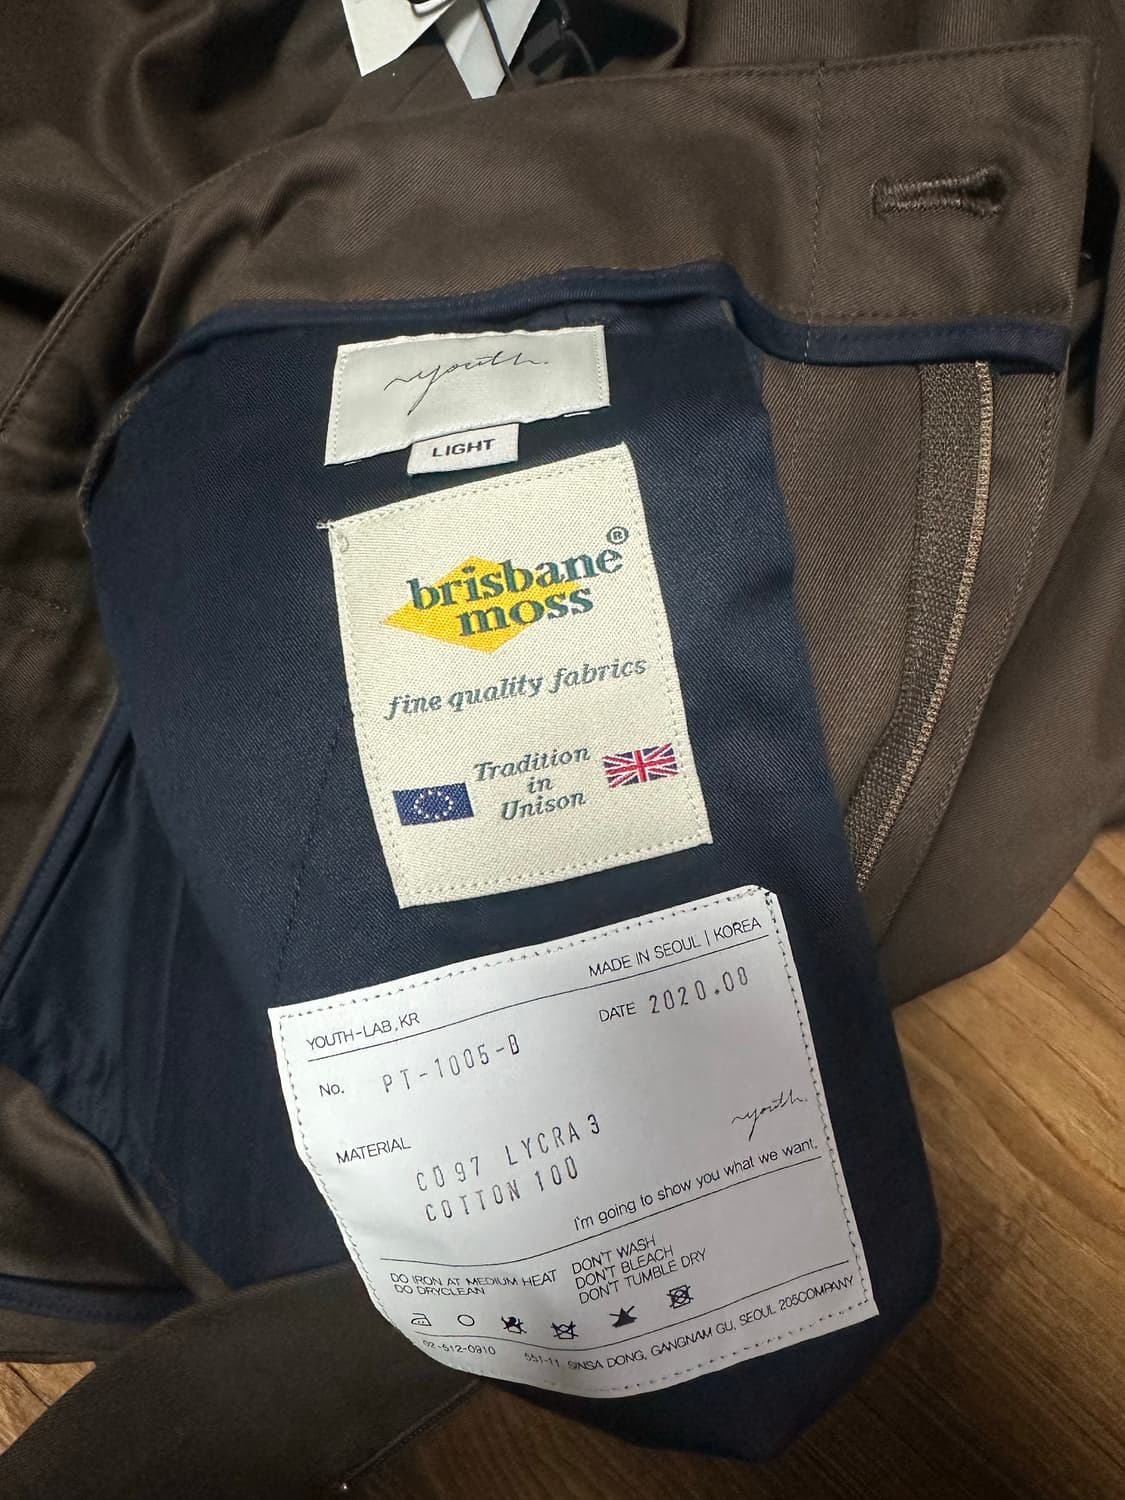 youth.
LIGHT
brisbane®
moss
fine quality fabrics
Tradition
in
Unison
MADE IN SEOUL | KOREA
YOUTH-LAB.KR
DATE 2020.08
No. PT-1005-B
MATERIAL
CO 97 LYCRA 3
COTTON 100
youth.
I'm going to show you what we want.
DO IRON AT MEDIUM HEAT
DO DRYCLEAN
DON'T WASH
DON'T BLEACH
DON'T TUMBLE DRY
02-512-0910 551-11, SINSA DONG, GANGNAM GU, SEOUL 205COMPANY